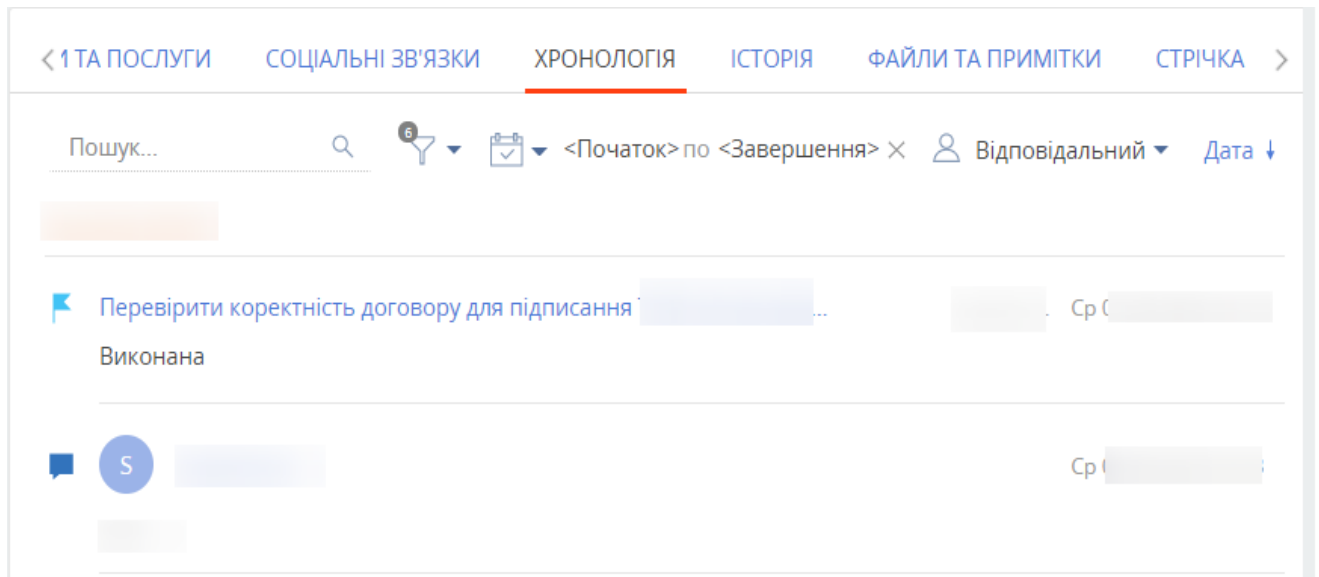 ТА ПОСЛУГИ СОЦІАЛЬНІ ЗВ'ЯЗКИ ХРОНОЛОГІЯ ІСТОРІЯ ФАЙЛИ ТА ПРИМІТКИ СТРІЧКА
Пошук... 6 <Початок> по <Завершення> Відповідальний Дата
Перевірити коректність договору для підписання ... Ср
Виконана
S Ср